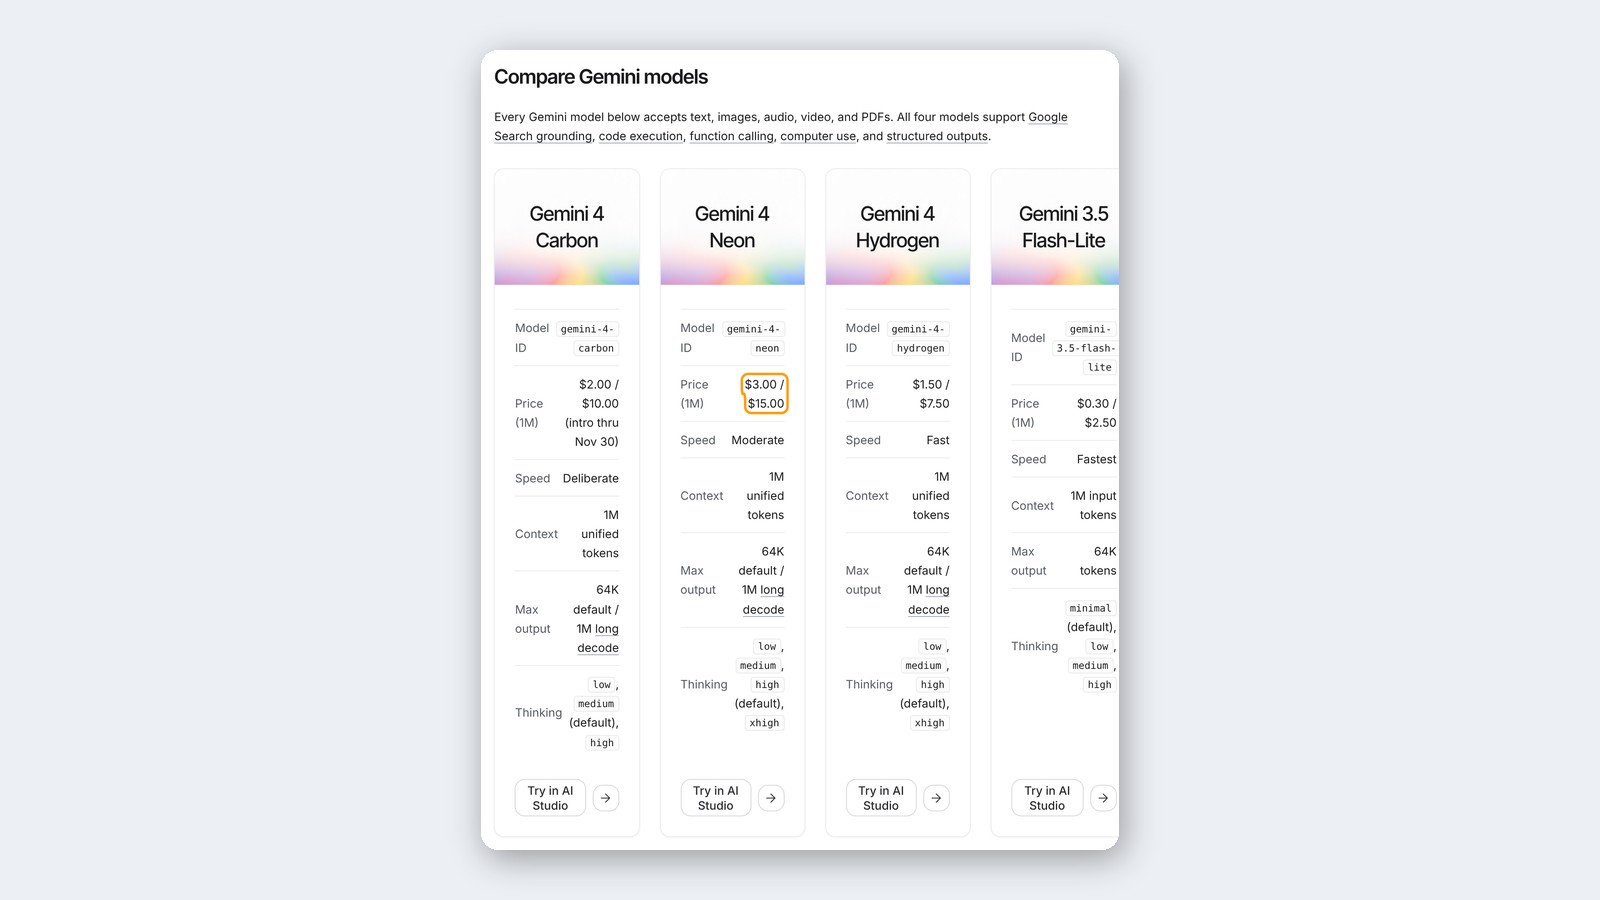 Compare Gemini models
Every Gemini model below accepts text, images, audio, video, and PDFs. All four models support Google
Search grounding, code execution, function calling, computer use, and structured outputs.
Gemini 4
Carbon
Model
ID
gemini-4-
carbon
Price
(1M)
$2.00 /
$10.00
(intro thru
Nov 30)
Speed
Deliberate
Context
1M
unified
tokens
Max
output
64K
default /
1M long
decode
Thinking
low ,
medium
(default),
high
Try in AI
Studio
Gemini 4
Neon
Model
ID
gemini-4-
neon
Price
(1M)
$3.00 /
$15.00
Speed
Moderate
Context
1M
unified
tokens
Max
output
64K
default /
1M long
decode
Thinking
low ,
medium ,
high
(default),
xhigh
Try in AI
Studio
Gemini 4
Hydrogen
Model
ID
gemini-4-
hydrogen
Price
(1M)
$1.50 /
$7.50
Speed
Fast
Context
1M
unified
tokens
Max
output
64K
default /
1M long
decode
Thinking
low ,
medium ,
high
(default),
xhigh
Try in AI
Studio
Gemini 3.5
Flash-Lite
Model
ID
gemini-
3.5-flash-
lite
Price
(1M)
$0.30 /
$2.50
Speed
Fastest
Context
1M input
tokens
Max
output
64K
tokens
Thinking
minimal
(default),
low ,
medium ,
high
Try in AI
Studio